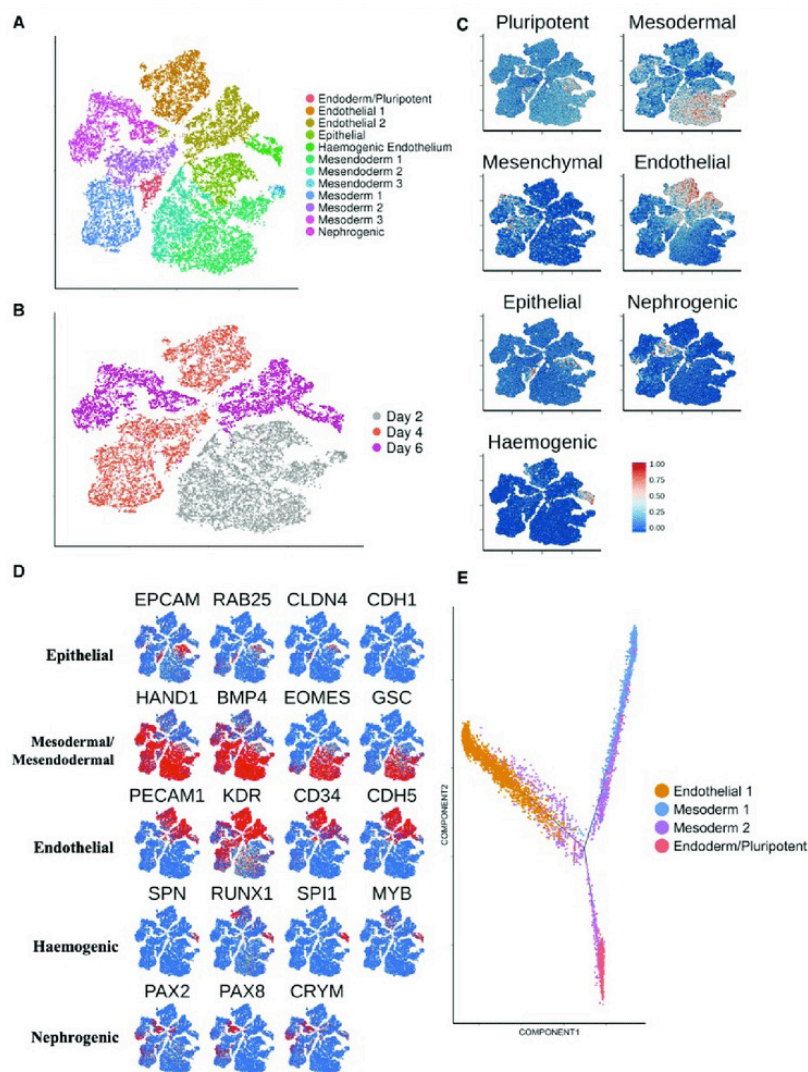 A
Endoderm/Pluripotent
Endothelial 1
Endothelial 2
Epithelial
Haemogenic Endothelium
Mesendoderm 1
Mesendoderm 2
Mesendoderm 3
Mesoderm 1
Mesoderm 2
Mesoderm 3
Nephrogenic
B
Day 2
Day 4
Day 6
C
Pluripotent Mesodermal
Mesenchymal Endothelial
Epithelial Nephrogenic
Haemogenic
1.00
0.75
0.50
0.25
0.00
D
EPCAM RAB25 CLDN4 CDH1
Epithelial
HAND1 BMP4 EOMES GSC
Mesodermal/
Mesendodermal
PECAM1 KDR CD34 CDH5
Endothelial
SPN RUNX1 SPI1 MYB
Haemogenic
PAX2 PAX8 CRYM
Nephrogenic
E
COMPONENT2
Endothelial 1
Mesoderm 1
Mesoderm 2
Endoderm/Pluripotent
COMPONENT1